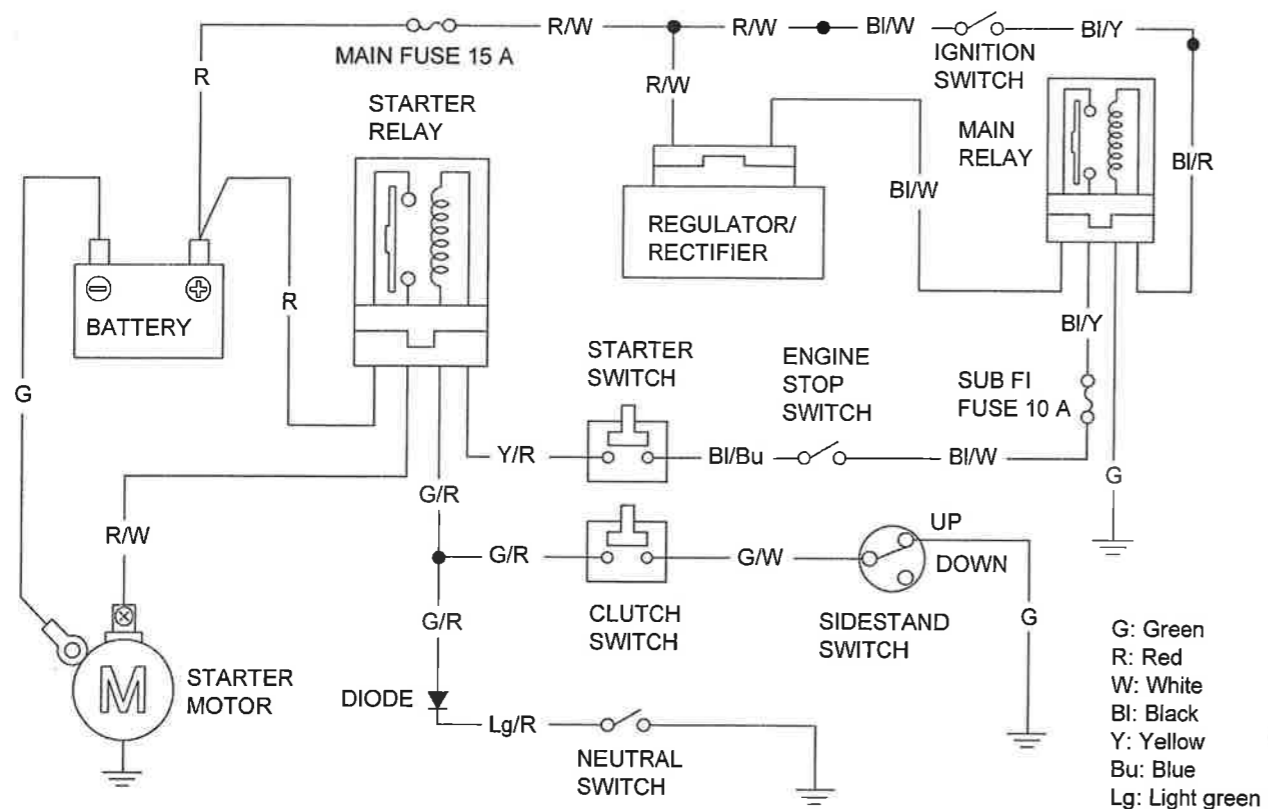 R/W
R/W
Bl/W
Bl/Y
MAIN FUSE 15 A
IGNITION
SWITCH
R
R/W
STARTER
RELAY
MAIN
RELAY
Bl/R
Bl/W
REGULATOR/
RECTIFIER
⊖
⊕
BATTERY
R
Bl/Y
G
STARTER
SWITCH
ENGINE
STOP
SWITCH
SUB FI
FUSE 10 A
Y/R
Bl/Bu
Bl/W
G
G/R
R/W
G/R
G/W
UP
DOWN
G/R
CLUTCH
SWITCH
SIDESTAND
SWITCH
G
M
STARTER
MOTOR
DIODE
Lg/R
NEUTRAL
SWITCH
G: Green
R: Red
W: White
Bl: Black
Y: Yellow
Bu: Blue
Lg: Light green